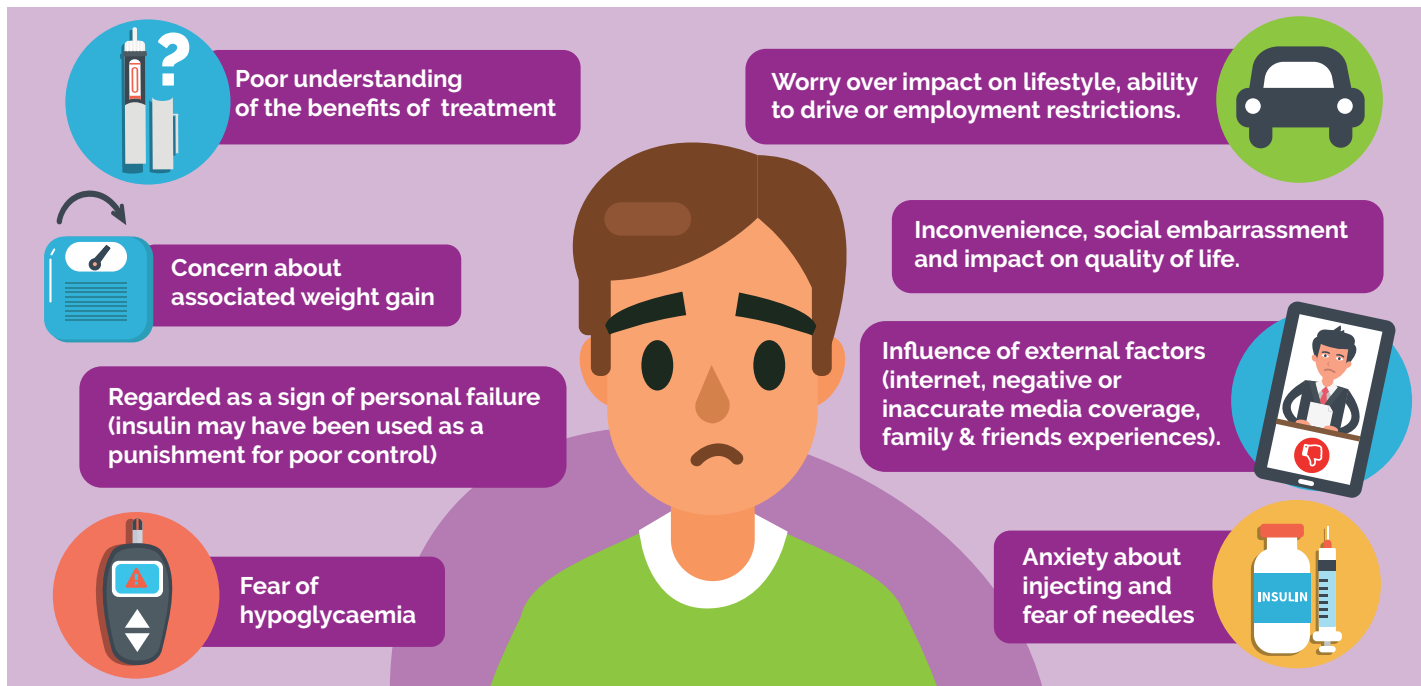 ?
Poor understanding
of the benefits of treatment
Concern about
associated weight gain
Regarded as a sign of personal failure
(insulin may have been used as a
punishment for poor control)
Fear of
hypoglycaemia
Worry over impact on lifestyle, ability
to drive or employment restrictions.
Inconvenience, social embarrassment
and impact on quality of life.
Influence of external factors
(internet, negative or
inaccurate media coverage,
family & friends experiences).
Anxiety about
injecting and
fear of needles
INSULIN